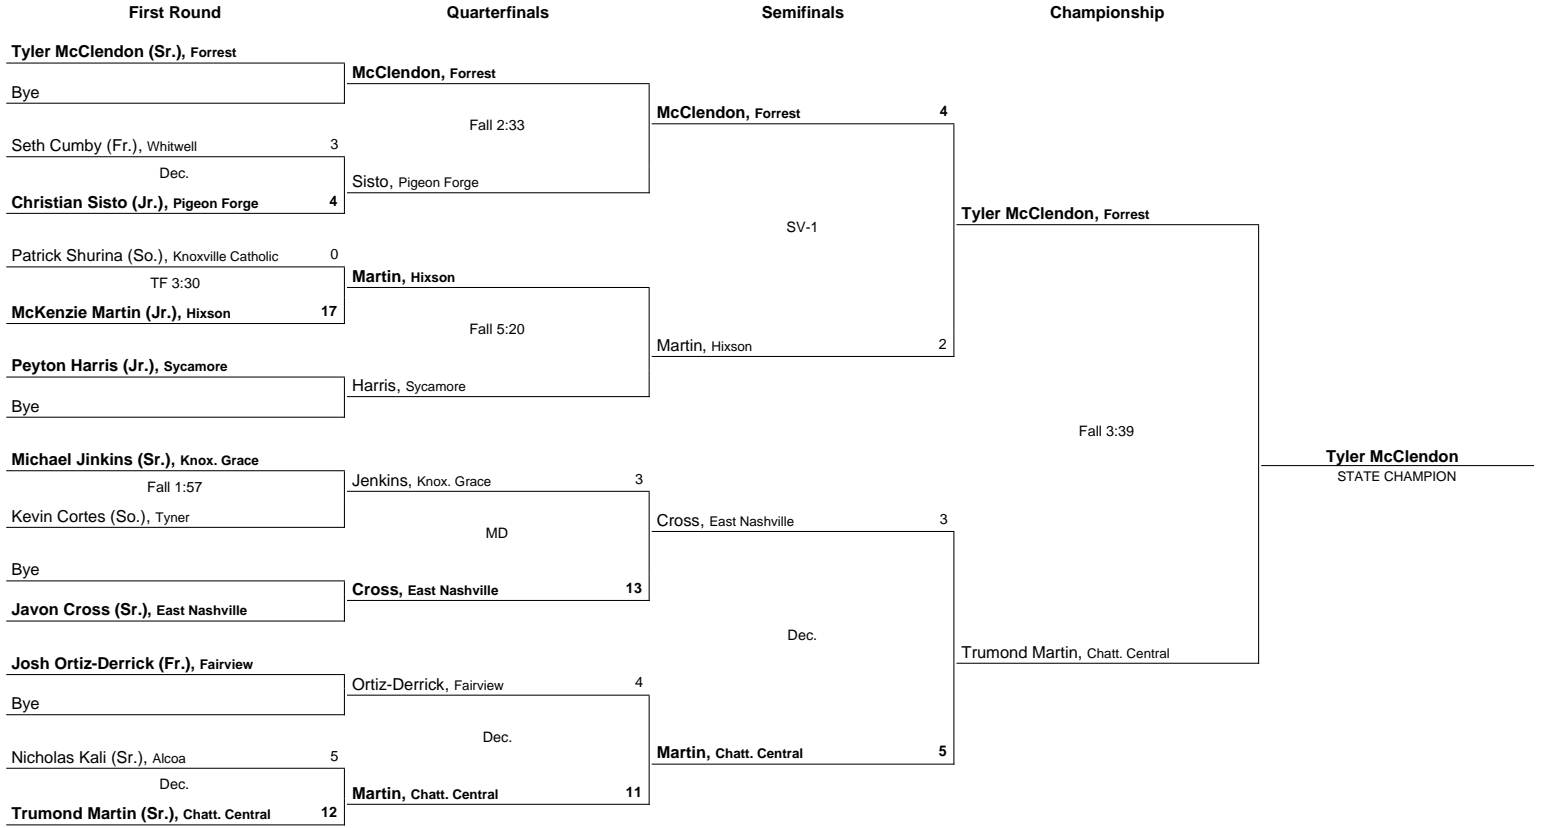 First Round Quarterfinals Semifinals Championship
Tyler McClendon (Sr.), Forrest
Bye
Seth Cumby (Fr.), Whitwell 3
Dec.
Christian Sisto (Jr.), Pigeon Forge 4
Patrick Shurina (So.), Knoxville Catholic 0
TF 3:30
McKenzie Martin (Jr.), Hixson 17
Peyton Harris (Jr.), Sycamore
Bye
Michael Jinkins (Sr.), Knox. Grace
Fall 1:57
Kevin Cortes (So.), Tyner
Bye
Javon Cross (Sr.), East Nashville
Josh Ortiz-Derrick (Fr.), Fairview
Bye
Nicholas Kali (Sr.), Alcoa 5
Dec.
Trumond Martin (Sr.), Chatt. Central 12
McClendon, Forrest
Fall 2:33
Sisto, Pigeon Forge
Martin, Hixson
Fall 5:20
Harris, Sycamore
Jenkins, Knox. Grace 3
MD
Cross, East Nashville 13
Ortiz-Derrick, Fairview 4
Dec.
Martin, Chatt. Central 11
McClendon, Forrest 4
SV-1
Martin, Hixson 2
Cross, East Nashville 3
Dec.
Martin, Chatt. Central 5
Tyler McClendon, Forrest
Fall 3:39
Trumond Martin, Chatt. Central
Tyler McClendon
STATE CHAMPION